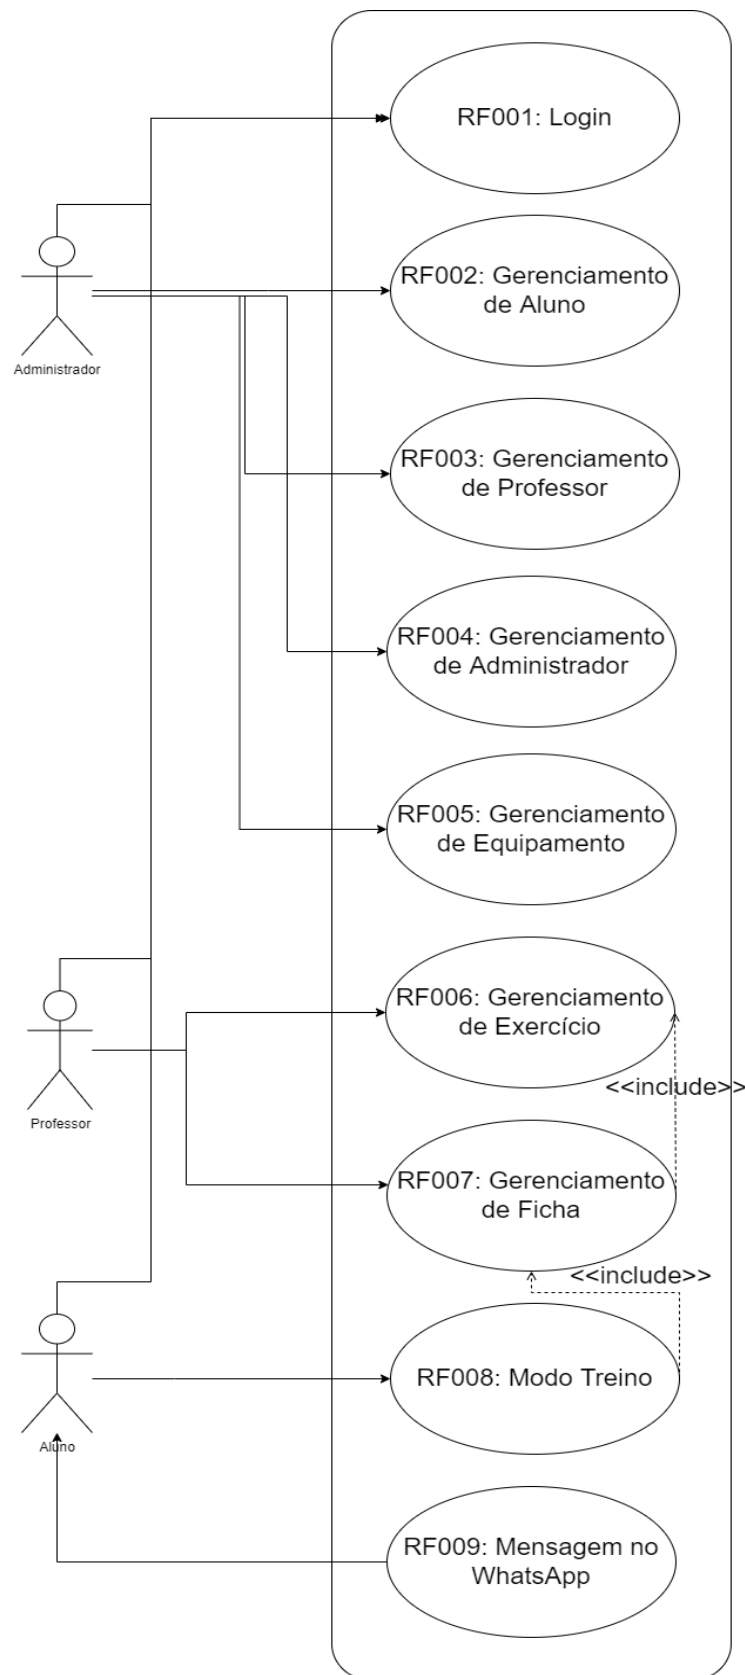 RF001: Login
RF002: Gerenciamento
de Aluno
Administrador
RF003: Gerenciamento
de Professor
RF004: Gerenciamento
de Administrador
RF005: Gerenciamento
de Equipamento
RF006: Gerenciamento
de Exercício
<<include>>
Professor
RF007: Gerenciamento
de Ficha
<<include>>
RF008: Modo Treino
Aluno
RF009: Mensagem no
WhatsApp